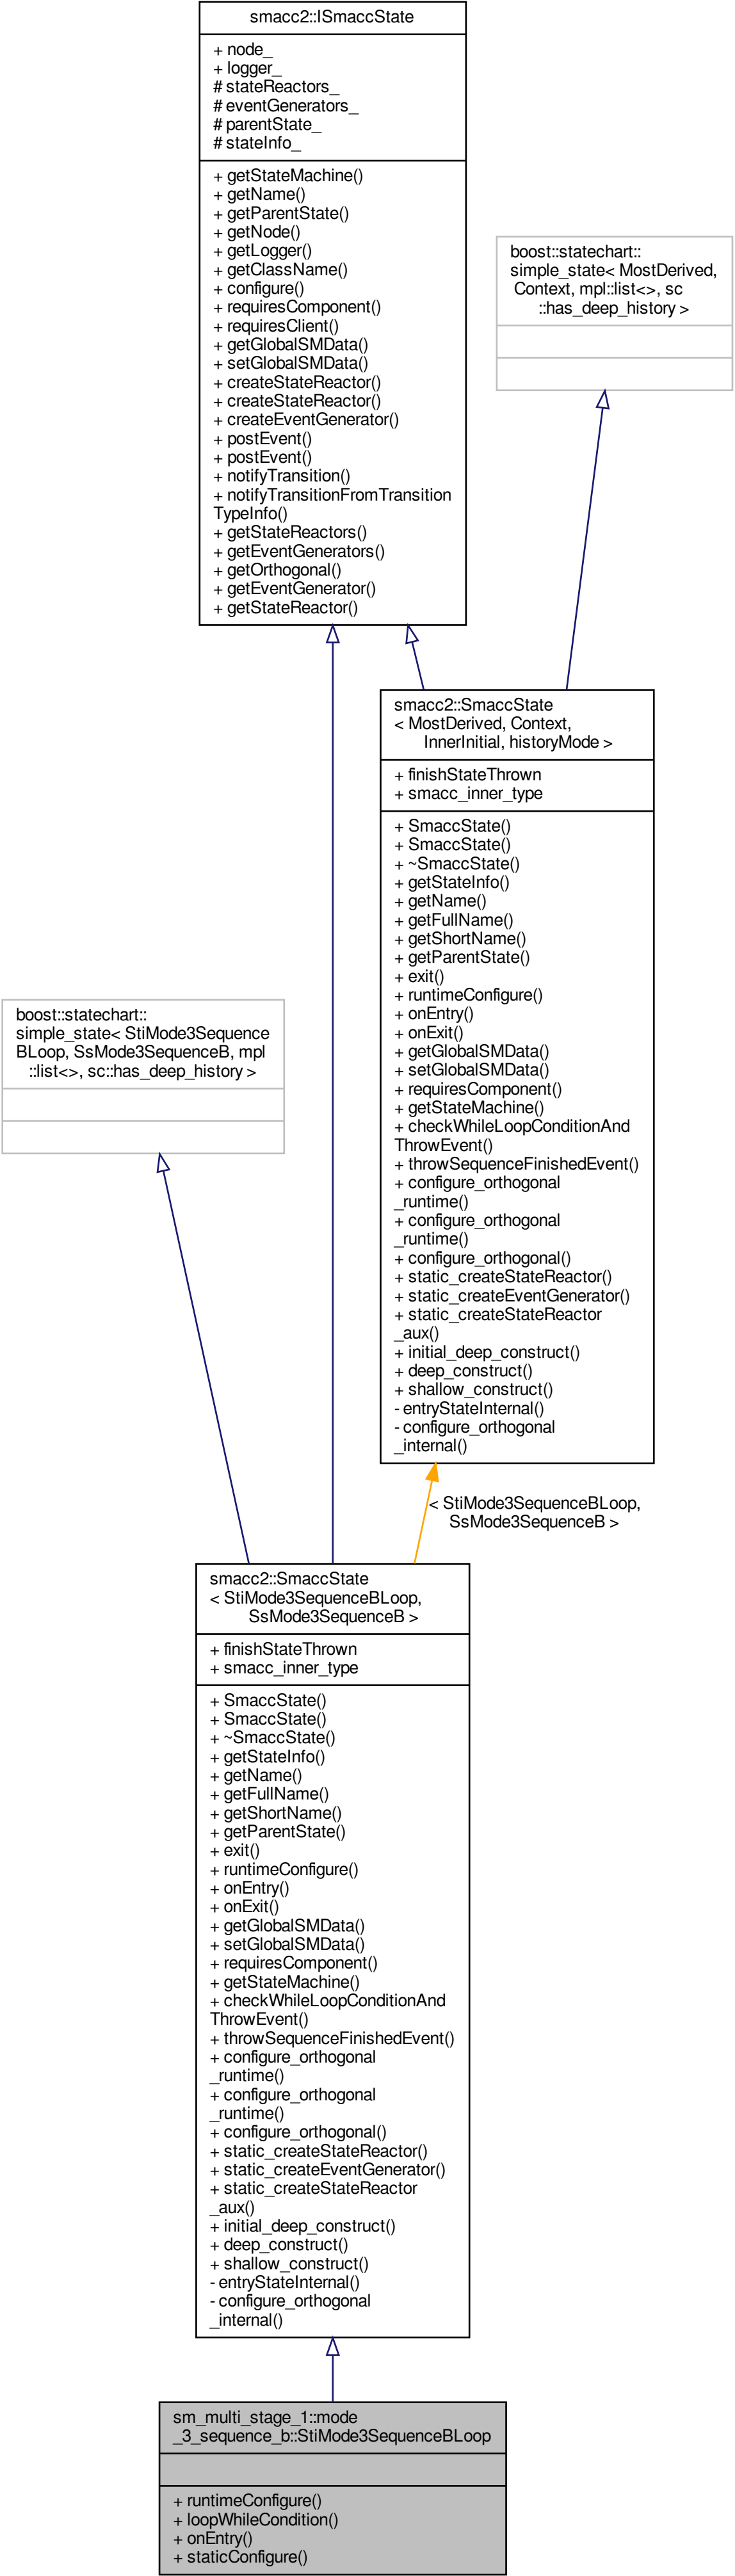 smacc2::ISmaccState
+ node_
+ logger_
# stateReactors_
# eventGenerators_
# parentState_
# stateInfo_
+ getStateMachine()
+ getName()
+ getParentState()
+ getNode()
+ getLogger()
+ getClassName()
+ configure()
+ requiresComponent()
+ requiresClient()
+ getGlobalSMData()
+ setGlobalSMData()
+ createStateReactor()
+ createStateReactor()
+ createEventGenerator()
+ postEvent()
+ postEvent()
+ notifyTransition()
+ notifyTransitionFromTransition
TypeInfo()
+ getStateReactors()
+ getEventGenerators()
+ getOrthogonal()
+ getEventGenerator()
+ getStateReactor()
boost::statechart::
simple_state< MostDerived,
Context, mpl::list<>, sc
::has_deep_history >
smacc2::SmaccState
< MostDerived, Context,
InnerInitial, historyMode >
+ finishStateThrown
+ smacc_inner_type
+ SmaccState()
+ SmaccState()
+ ~SmaccState()
+ getStateInfo()
+ getName()
+ getFullName()
+ getShortName()
+ getParentState()
+ exit()
+ runtimeConfigure()
+ onEntry()
+ onExit()
+ getGlobalSMData()
+ setGlobalSMData()
+ requiresComponent()
+ getStateMachine()
+ checkWhileLoopConditionAnd
ThrowEvent()
+ throwSequenceFinishedEvent()
+ configure_orthogonal
_runtime()
+ configure_orthogonal
_runtime()
+ configure_orthogonal()
+ static_createStateReactor()
+ static_createEventGenerator()
+ static_createStateReactor
_aux()
+ initial_deep_construct()
+ deep_construct()
+ shallow_construct()
- entryStateInternal()
- configure_orthogonal
_internal()
boost::statechart::
simple_state< StiMode3Sequence
BLoop, SsMode3SequenceB, mpl
::list<>, sc::has_deep_history >
< StiMode3SequenceBLoop,
SsMode3SequenceB >
smacc2::SmaccState
< StiMode3SequenceBLoop,
SsMode3SequenceB >
+ finishStateThrown
+ smacc_inner_type
+ SmaccState()
+ SmaccState()
+ ~SmaccState()
+ getStateInfo()
+ getName()
+ getFullName()
+ getShortName()
+ getParentState()
+ exit()
+ runtimeConfigure()
+ onEntry()
+ onExit()
+ getGlobalSMData()
+ setGlobalSMData()
+ requiresComponent()
+ getStateMachine()
+ checkWhileLoopConditionAnd
ThrowEvent()
+ throwSequenceFinishedEvent()
+ configure_orthogonal
_runtime()
+ configure_orthogonal
_runtime()
+ configure_orthogonal()
+ static_createStateReactor()
+ static_createEventGenerator()
+ static_createStateReactor
_aux()
+ initial_deep_construct()
+ deep_construct()
+ shallow_construct()
- entryStateInternal()
- configure_orthogonal
_internal()
sm_multi_stage_1::mode
_3_sequence_b::StiMode3SequenceBLoop
+ runtimeConfigure()
+ loopWhileCondition()
+ onEntry()
+ staticConfigure()